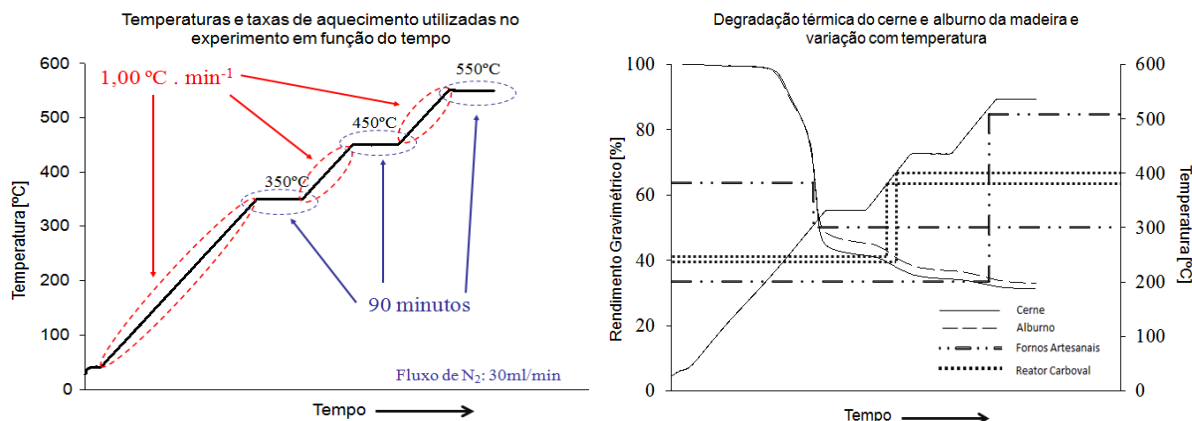 Temperaturas e taxas de aquecimento utilizadas no
experimento em função do tempo
600
500
400
300
200
100
0
Temperatura [ºC]
1,00 ºC . min-1
550ºC
450ºC
350ºC
90 minutos
Fluxo de N2: 30ml/min
Tempo
Degradação térmica do cerne e alburno da madeira e
variação com temperatura
100
80
60
40
20
0
Rendimento Gravimétrico [%]
600
500
400
300
200
100
0
Temperatura [ºC]
Cerne
Alburno
Fornos Artesanais
Reator Carboval
Tempo